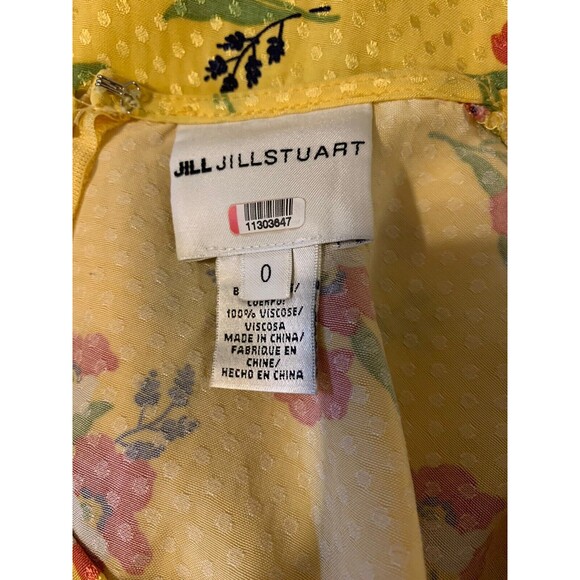 JILL JILLSTUART
11303647
0
CUERPO:
100% VISCOSE/
VISCOSA
MADE IN CHINA/
FABRIQUE EN
CHINE/
HECHO EN CHINA